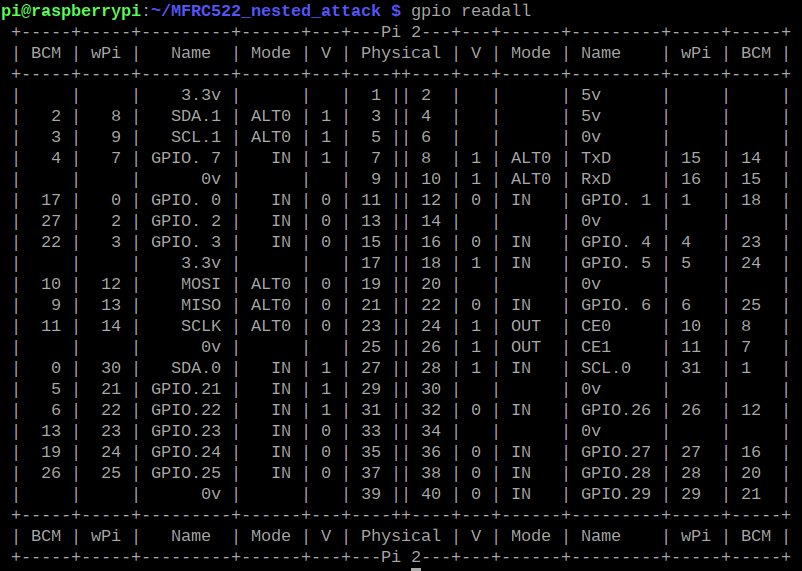 pi@raspberrypi:~/MFRC522_nested_attack $ gpio readall
 +-----+-----+---------+------+---+---Pi 2---+---+------+---------+-----+-----+
 | BCM | wPi |   Name  | Mode | V | Physical | V | Mode | Name    | wPi | BCM |
 +-----+-----+---------+------+---+----++----+---+------+---------+-----+-----+
 |     |     |    3.3v |      |   |  1 || 2  |   |      | 5v      |     |     |
 |   2 |   8 |   SDA.1 | ALT0 | 1 |  3 || 4  |   |      | 5v      |     |     |
 |   3 |   9 |   SCL.1 | ALT0 | 1 |  5 || 6  |   |      | 0v      |     |     |
 |   4 |   7 | GPIO. 7 |   IN | 1 |  7 || 8  | 1 | ALT0 | TxD     | 15  | 14  |
 |     |     |      0v |      |   |  9 || 10 | 1 | ALT0 | RxD     | 16  | 15  |
 |  17 |   0 | GPIO. 0 |   IN | 0 | 11 || 12 | 0 | IN   | GPIO. 1 | 1   | 18  |
 |  27 |   2 | GPIO. 2 |   IN | 0 | 13 || 14 |   |      | 0v      |     |     |
 |  22 |   3 | GPIO. 3 |   IN | 0 | 15 || 16 | 0 | IN   | GPIO. 4 | 4   | 23  |
 |     |     |    3.3v |      |   | 17 || 18 | 1 | IN   | GPIO. 5 | 5   | 24  |
 |  10 |  12 |    MOSI | ALT0 | 0 | 19 || 20 |   |      | 0v      |     |     |
 |   9 |  13 |    MISO | ALT0 | 0 | 21 || 22 | 0 | IN   | GPIO. 6 | 6   | 25  |
 |  11 |  14 |    SCLK | ALT0 | 0 | 23 || 24 | 1 | OUT  | CE0     | 10  | 8   |
 |     |     |      0v |      |   | 25 || 26 | 1 | OUT  | CE1     | 11  | 7   |
 |   0 |  30 |   SDA.0 |   IN | 1 | 27 || 28 | 1 | IN   | SCL.0   | 31  | 1   |
 |   5 |  21 | GPIO.21 |   IN | 1 | 29 || 30 |   |      | 0v      |     |     |
 |   6 |  22 | GPIO.22 |   IN | 1 | 31 || 32 | 0 | IN   | GPIO.26 | 26  | 12  |
 |  13 |  23 | GPIO.23 |   IN | 0 | 33 || 34 |   |      | 0v      |     |     |
 |  19 |  24 | GPIO.24 |   IN | 0 | 35 || 36 | 0 | IN   | GPIO.27 | 27  | 16  |
 |  26 |  25 | GPIO.25 |   IN | 0 | 37 || 38 | 0 | IN   | GPIO.28 | 28  | 20  |
 |     |     |      0v |      |   | 39 || 40 | 0 | IN   | GPIO.29 | 29  | 21  |
 +-----+-----+---------+------+---+----++----+---+------+---------+-----+-----+
 | BCM | wPi |   Name  | Mode | V | Physical | V | Mode | Name    | wPi | BCM |
 +-----+-----+---------+------+---+---Pi 2---+---+------+---------+-----+-----+